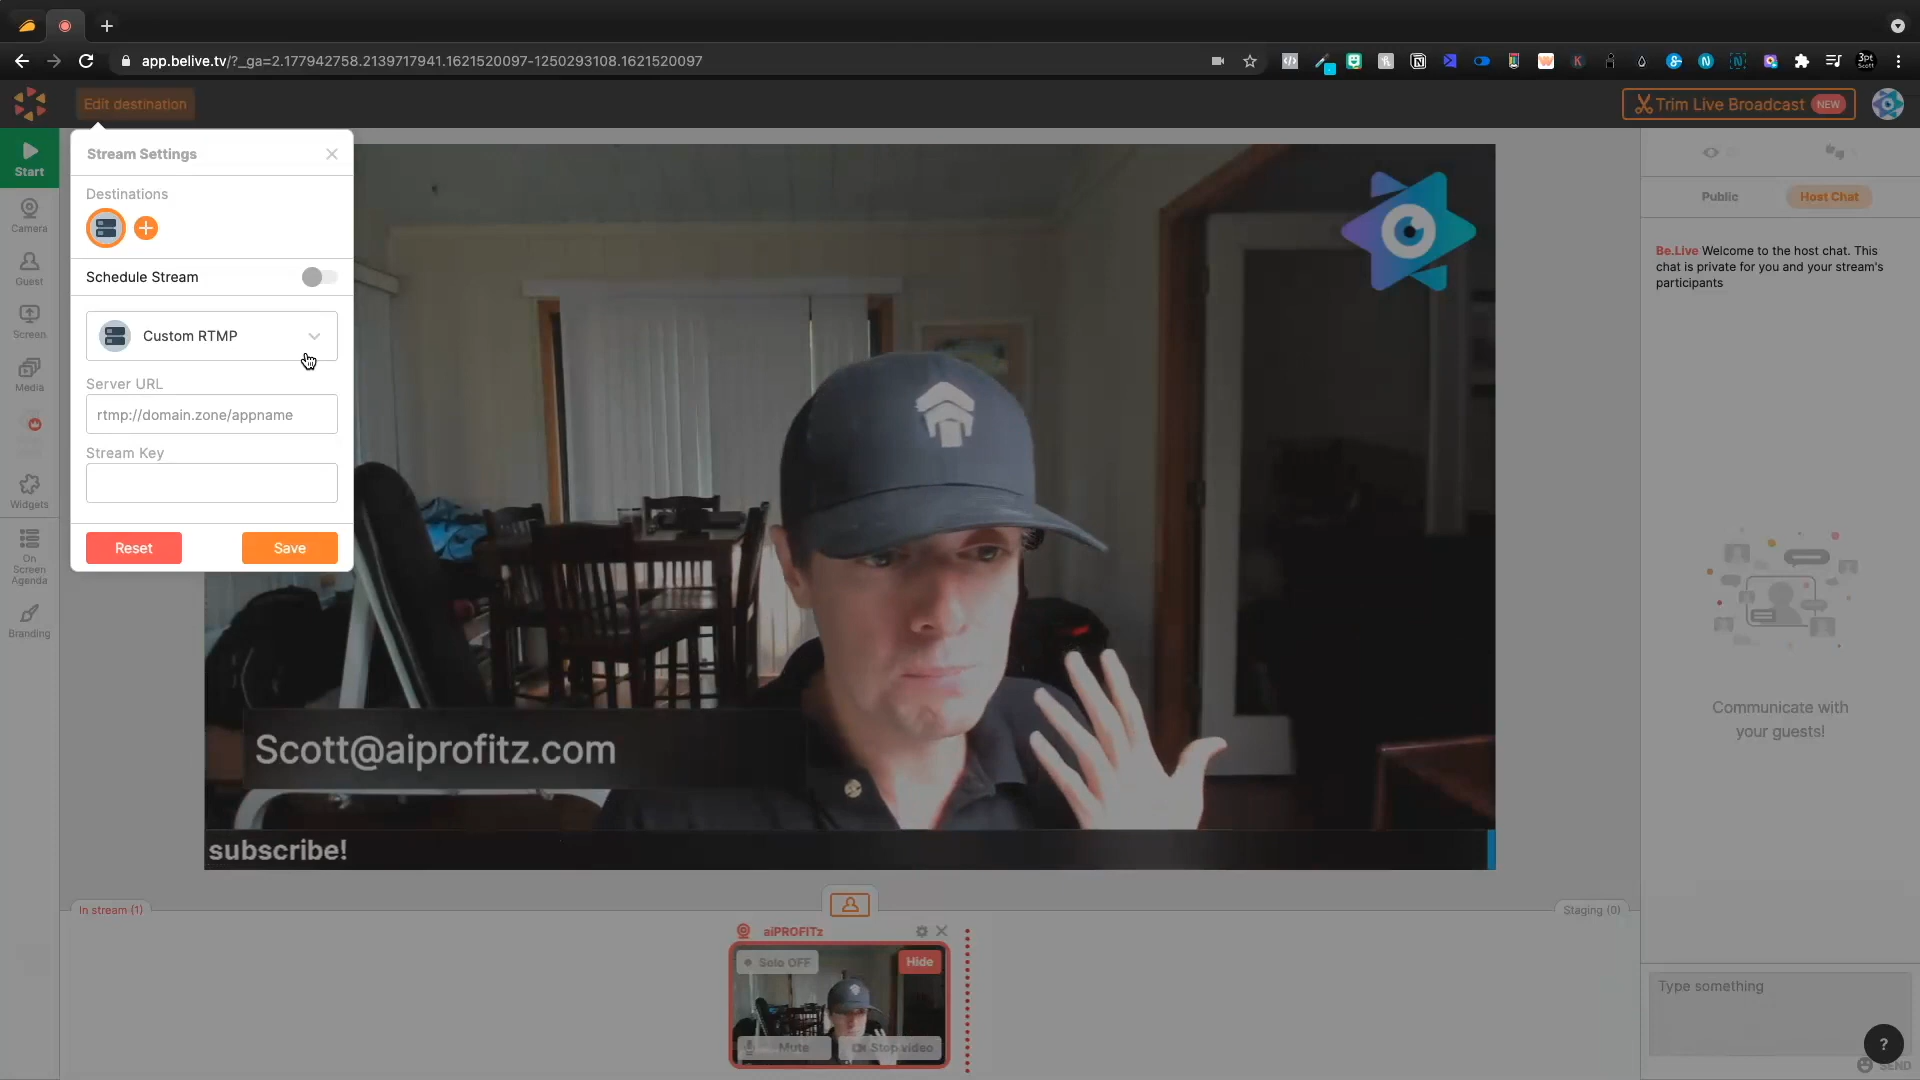 app.belive.tv/?_ga=2.177942758.2139717941.1621520097-1250293108.1621520097
3pt
Scott
Edit destination
Trim Live Broadcast NEW
Start
Camera
Guest
Screen
Media
Widgets
On
Screen
Agenda
Branding
Stream Settings
Destinations
Schedule Stream
Custom RTMP
Server URL
rtmp://domain.zone/appname
Stream Key
Reset
Save
Scott@aiprofitz.com
subscribe!
Public
Host Chat
Be.Live Welcome to the host chat. This
chat is private for you and your stream's
participants
Communicate with
your guests!
In stream (1)
Staging (0)
aiPROFITz
Solo OFF
Hide
Mute
Stop video
Type something
?
SEND